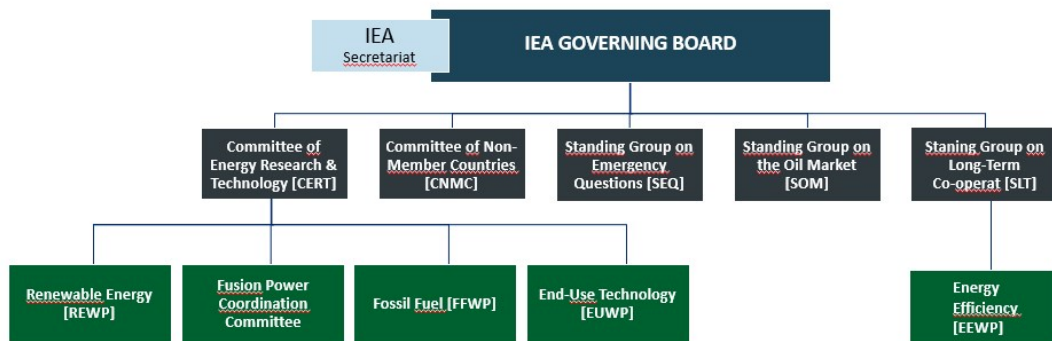 IEA
Secretariat
IEA GOVERNING BOARD
Committee of
Energy Research &
Technology [CERT]
Committee of Non-
Member Countries
[CNMC]
Standing Group on
Emergency
Questions [SEQ]
Standing Group on
the Oil Market
[SOM]
Staning Group on
Long-Term
Co-operat [SLT]
Renewable Energy
[REWP]
Fusion Power
Coordination
Committee
Fossil Fuel [FFWP]
End-Use Technology
[EUWP]
Energy
Efficiency
[EEWP]